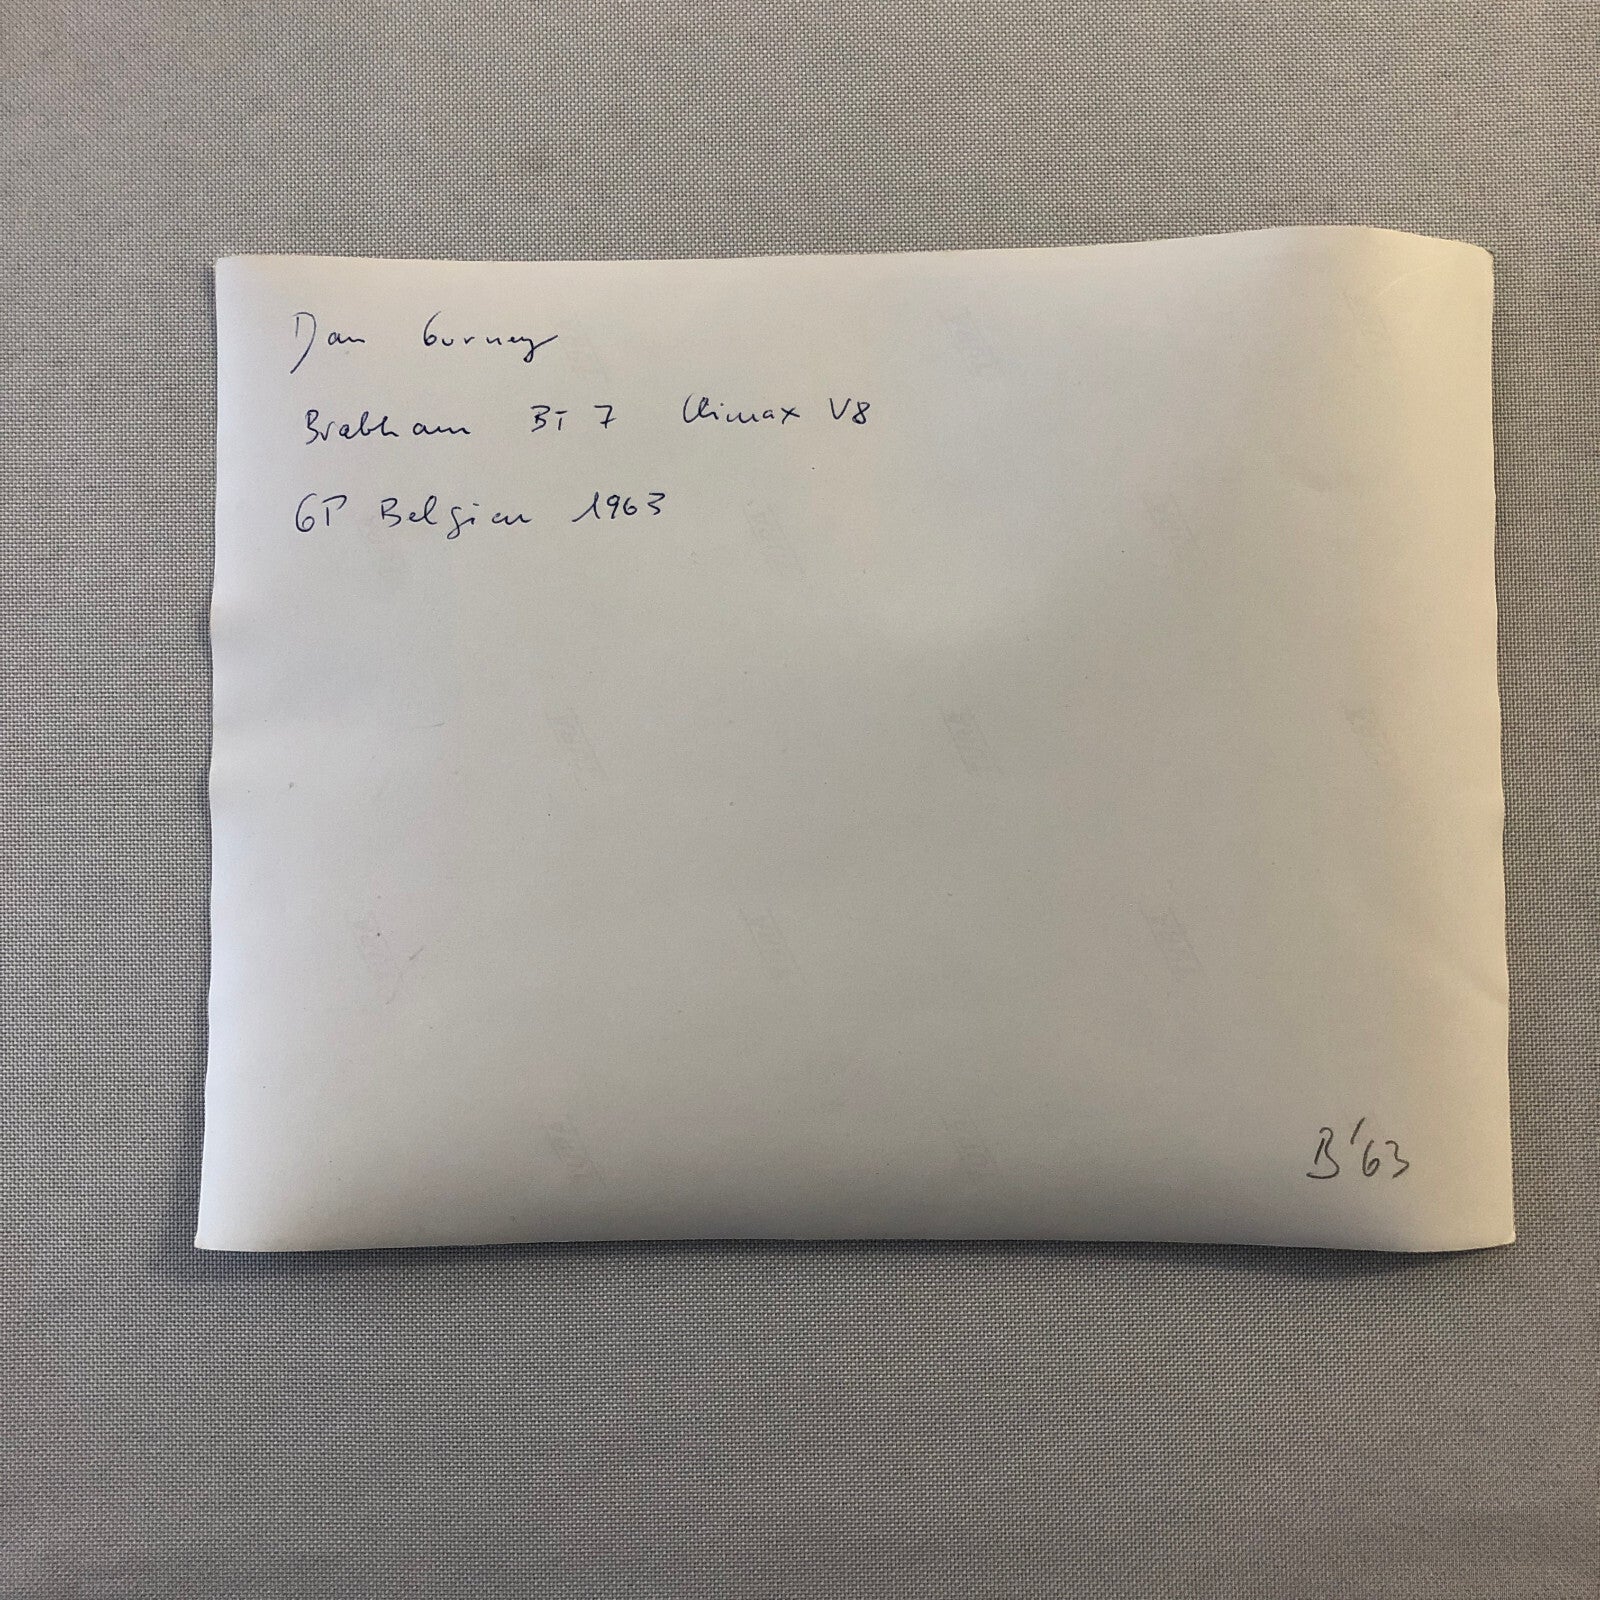 Dan Gurney
Brabham BT 7 Climax V8
GP Belgien 1963
B'63